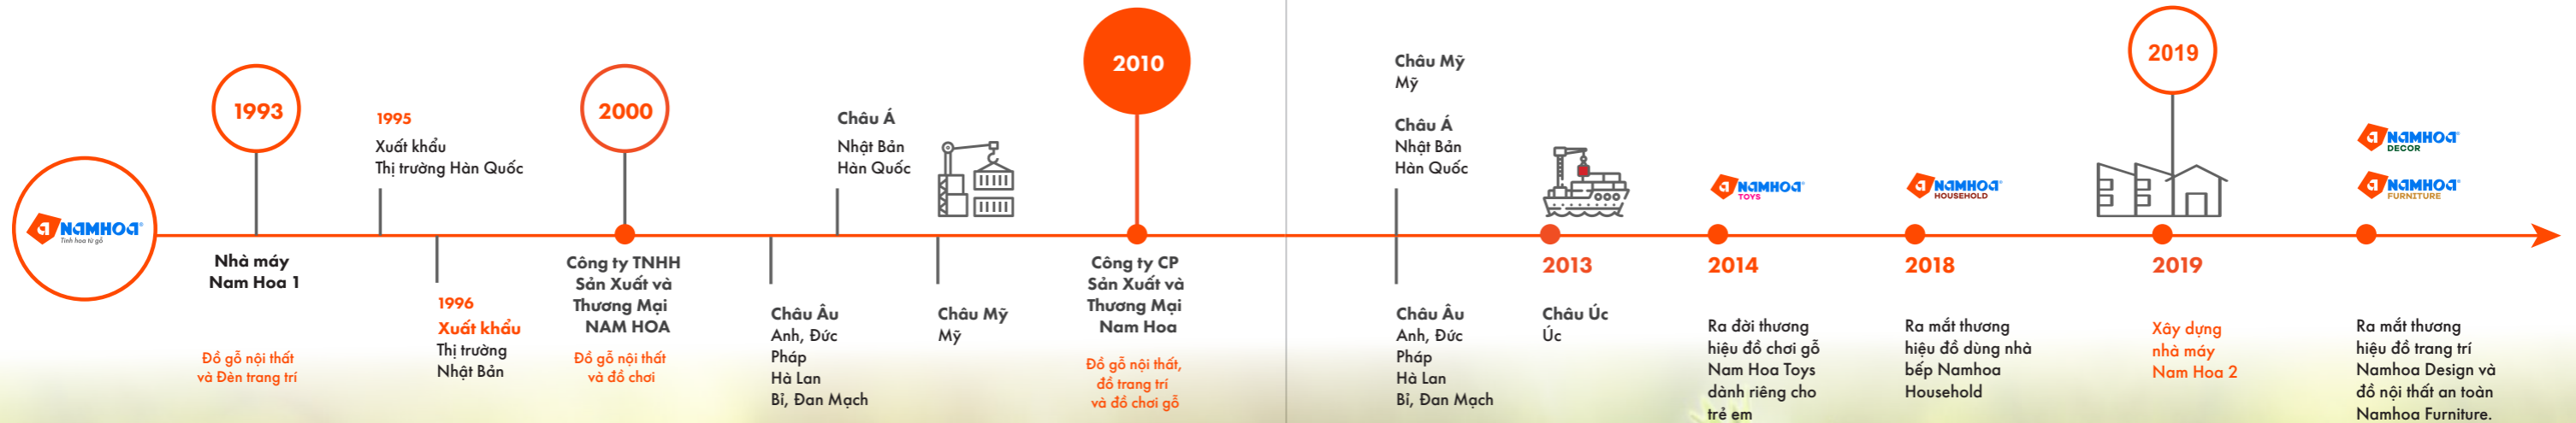 NAMHOA®
Tinh hoa từ gỗ
1993
Nhà máy
Nam Hoa 1
Đồ gỗ nội thất
và Đèn trang trí
1995
Xuất khẩu
Thị trường Hàn Quốc
1996
Xuất khẩu
Thị trường
Nhật Bản
2000
Công ty TNHH
Sản Xuất và
Thương Mại
NAM HOA
Đồ gỗ nội thất
và đồ chơi
Châu Âu
Anh, Đức
Pháp
Hà Lan
Bỉ, Đan Mạch
Châu Á
Nhật Bản
Hàn Quốc
Châu Mỹ
Mỹ
2010
Công ty CP
Sản Xuất và
Thương Mại
Nam Hoa
Đồ gỗ nội thất,
đồ trang trí
và đồ chơi gỗ
Châu Mỹ
Mỹ
Châu Á
Nhật Bản
Hàn Quốc
Châu Âu
Anh, Đức
Pháp
Hà Lan
Bỉ, Đan Mạch
2013
Châu Úc
Úc
NAMHOA®
TOYS
2014
Ra đời thương
hiệu đồ chơi gỗ
Nam Hoa Toys
dành riêng cho
trẻ em
NAMHOA®
HOUSEHOLD
2018
Ra mắt thương
hiệu đồ dùng nhà
bếp Namhoa
Household
2019
2019
Xây dựng
nhà máy
Nam Hoa 2
NAMHOA®
DECOR
NAMHOA®
FURNITURE
Ra mắt thương
hiệu đồ trang trí
Namhoa Design và
đồ nội thất an toàn
Namhoa Furniture.